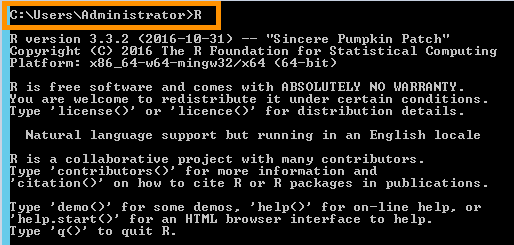 C:\Users\Administrator>R
R version 3.3.2 (2016-10-31) -- "Sincere Pumpkin Patch"
Copyright (C) 2016 The R Foundation for Statistical Computing
Platform: x86_64-w64-mingw32/x64 (64-bit)
R is free software and comes with ABSOLUTELY NO WARRANTY.
You are welcome to redistribute it under certain conditions.
Type 'license()' or 'licence()' for distribution details.
Natural language support but running in an English locale
R is a collaborative project with many contributors.
Type 'contributors()' for more information and
'citation()' on how to cite R or R packages in publications.
Type 'demo()' for some demos, 'help()' for on-line help, or
'help.start()' for an HTML browser interface to help.
Type 'q()' to quit R.